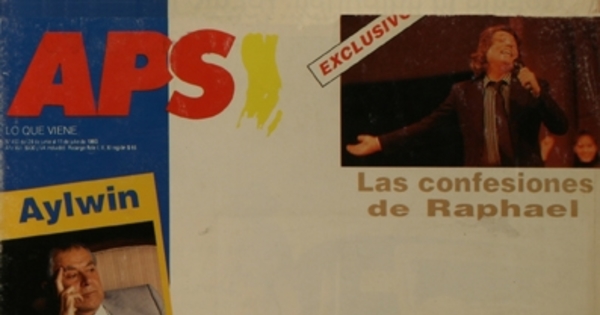 APSI
EXCLUSIVO
LO QUE VIENE
Las confesiones
de Raphael
Aylwin